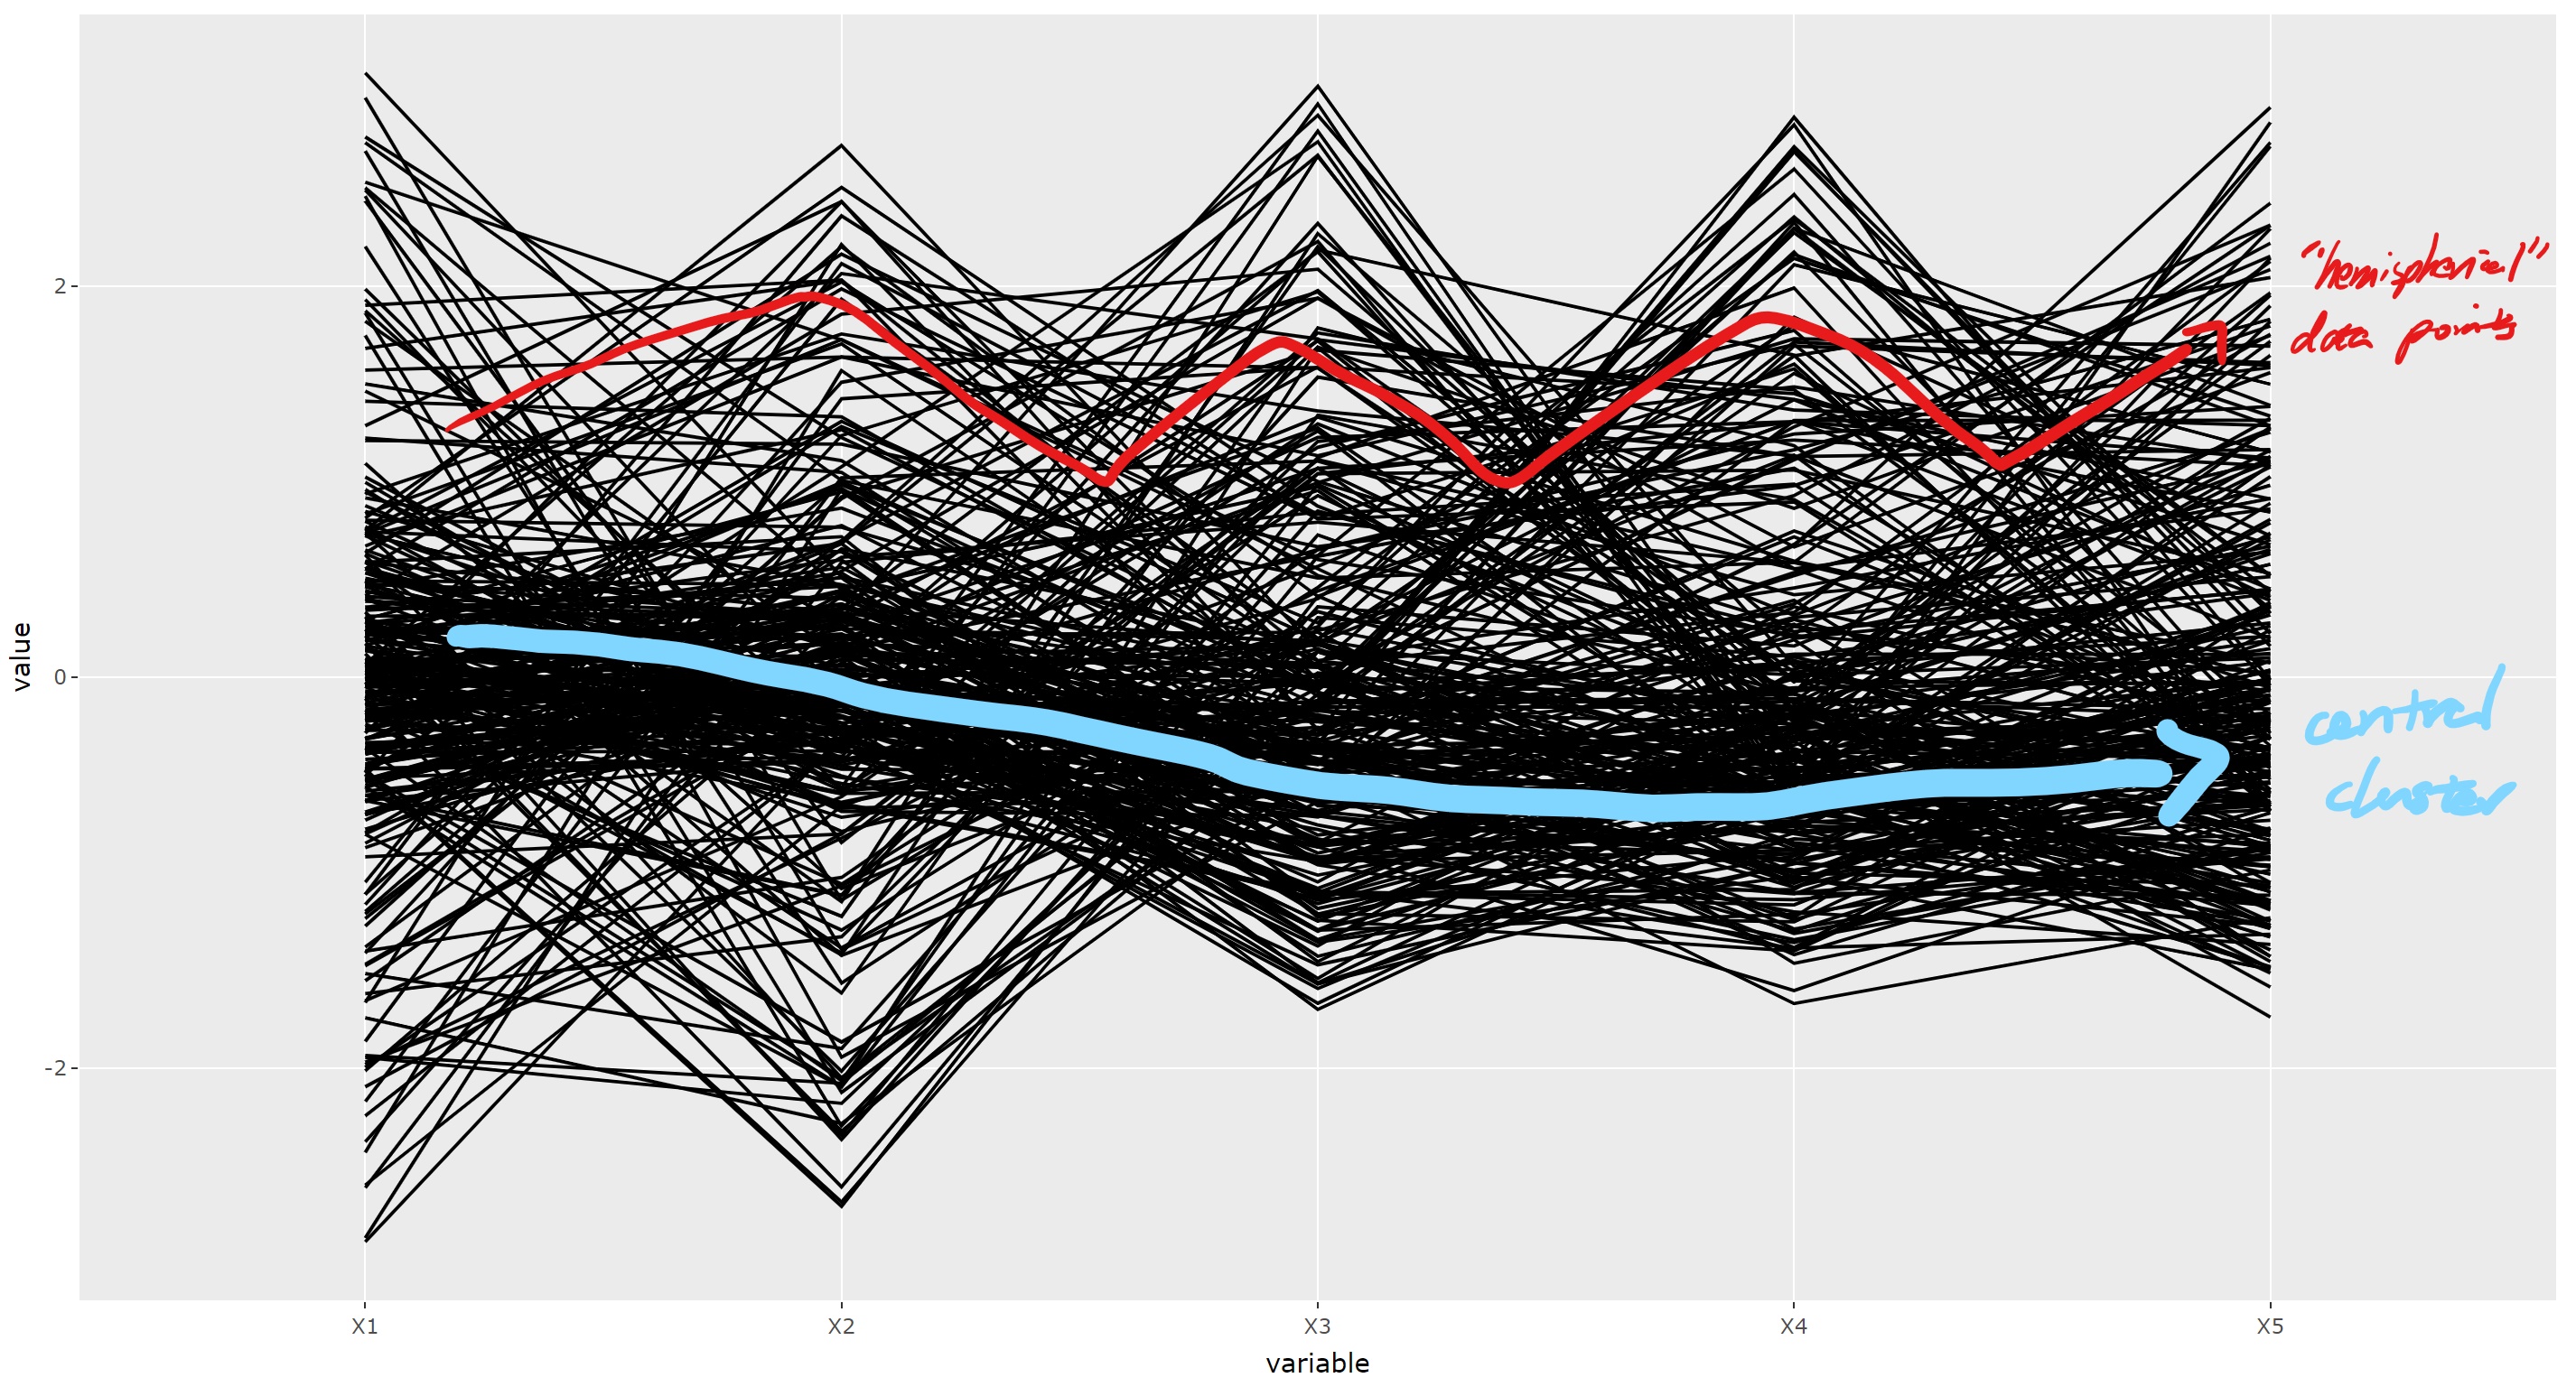 2
0
-2
value
X1 X2 X3 X4 X5
variable
"hemispherical"
data points
central
cluster